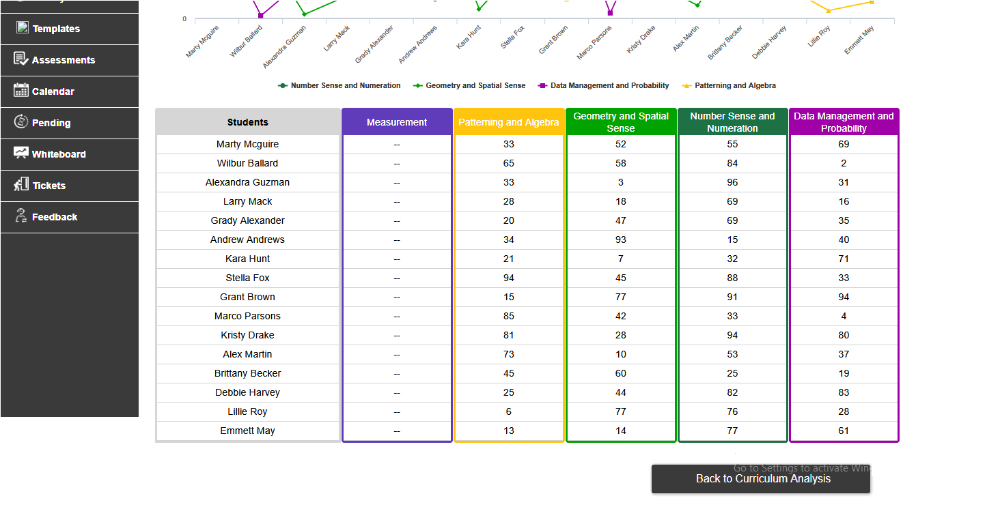 Templates
Assessments
Calendar
Pending
Whiteboard
Tickets
Feedback
0
Marty Mcguire
Wilbur Ballard
Alexandra Guzman
Larry Mack
Grady Alexander
Andrew Andrews
Kara Hunt
Stella Fox
Grant Brown
Marco Parsons
Kristy Drake
Alex Martin
Brittany Becker
Debbie Harvey
Lillie Roy
Emmett May
Number Sense and Numeration Geometry and Spatial Sense Data Management and Probability Patterning and Algebra
Students Measurement Patterning and Algebra Geometry and Spatial Sense Number Sense and Numeration Data Management and Probability
Marty Mcguire -- 33 52 55 69
Wilbur Ballard -- 65 58 84 2
Alexandra Guzman -- 33 3 96 31
Larry Mack -- 28 18 69 16
Grady Alexander -- 20 47 69 35
Andrew Andrews -- 34 93 15 40
Kara Hunt -- 21 7 32 71
Stella Fox -- 94 45 88 33
Grant Brown -- 15 77 91 94
Marco Parsons -- 85 42 33 4
Kristy Drake -- 81 28 94 80
Alex Martin -- 73 10 53 37
Brittany Becker -- 45 60 25 19
Debbie Harvey -- 25 44 82 83
Lillie Roy -- 6 77 76 28
Emmett May -- 13 14 77 61
Go to Settings to activate Win
Back to Curriculum Analysis